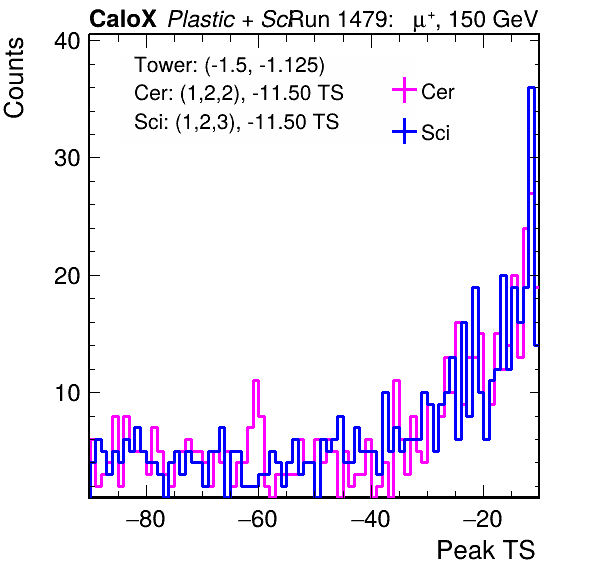 CaloX Plastic + SciRun 1479: μ+, 150 GeV
Tower: (-1.5, -1.125)
Cer: (1,2,2), -11.50 TS
Sci: (1,2,3), -11.50 TS
Cer
Sci
Counts
40
30
20
10
−80 −60 −40 −20
Peak TS